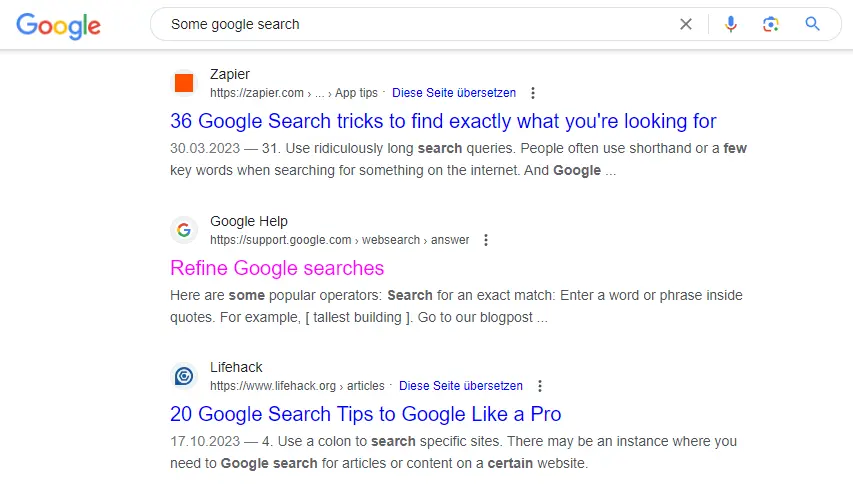 Google
Some google search
Zapier
https://zapier.com › ... › App tips · Diese Seite übersetzen
36 Google Search tricks to find exactly what you're looking for
30.03.2023 — 31. Use ridiculously long search queries. People often use shorthand or a few
key words when searching for something on the internet. And Google ...
Google Help
https://support.google.com › websearch › answer
Refine Google searches
Here are some popular operators: Search for an exact match: Enter a word or phrase inside
quotes. For example, [ tallest building ]. Go to our blogpost ...
Lifehack
https://www.lifehack.org › articles · Diese Seite übersetzen
20 Google Search Tips to Google Like a Pro
17.10.2023 — 4. Use a colon to search specific sites. There may be an instance where you
need to Google search for articles or content on a certain website.